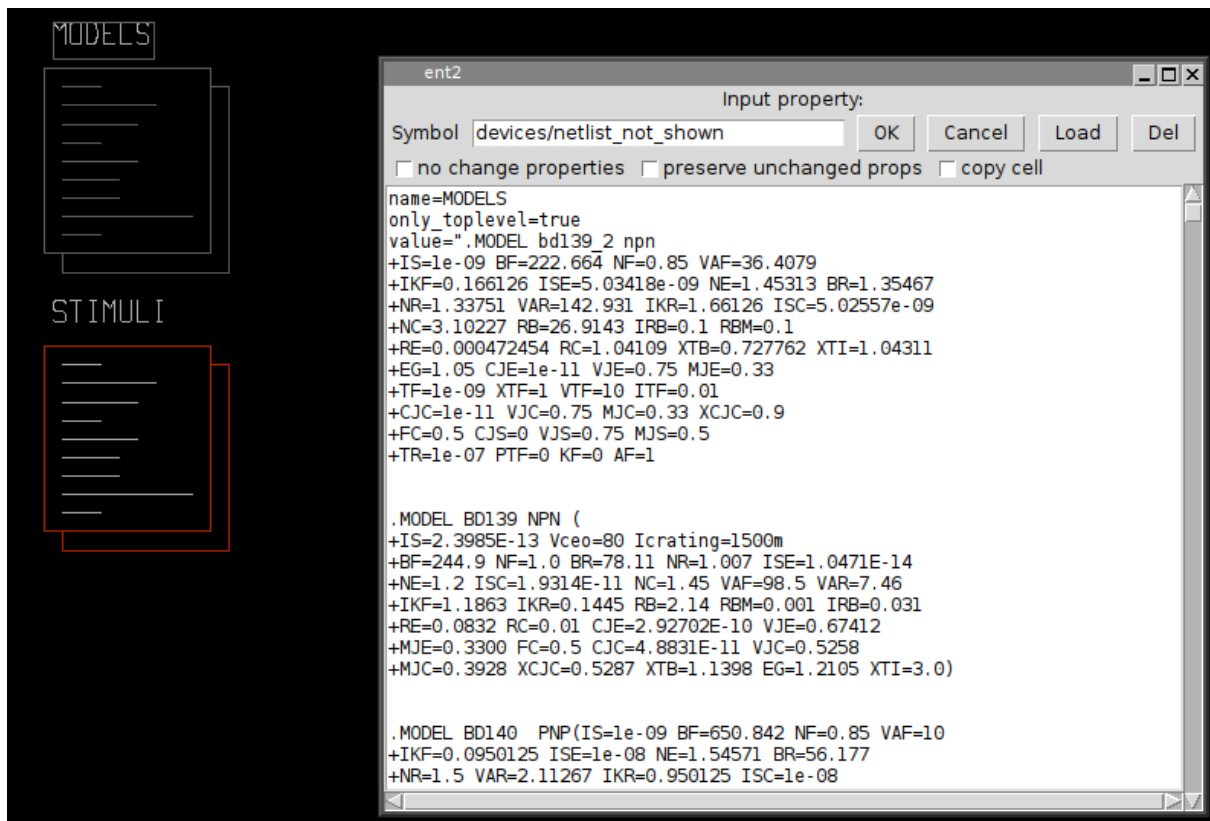 MODELS
STIMULI
ent2
Input property:
Symbol devices/netlist_not_shown OK Cancel Load Del
no change properties preserve unchanged props copy cell
name=MODELS
only_toplevel=true
value=".MODEL bd139_2 npn
+IS=1e-09 BF=222.664 NF=0.85 VAF=36.4079
+IKF=0.166126 ISE=5.03418e-09 NE=1.45313 BR=1.35467
+NR=1.33751 VAR=142.931 IKR=1.66126 ISC=5.02557e-09
+NC=3.10227 RB=26.9143 IRB=0.1 RBM=0.1
+RE=0.000472454 RC=1.04109 XTB=0.727762 XTI=1.04311
+EG=1.05 CJE=1e-11 VJE=0.75 MJE=0.33
+TF=1e-09 XTF=1 VTF=10 ITF=0.01
+CJC=1e-11 VJC=0.75 MJC=0.33 XCJC=0.9
+FC=0.5 CJS=0 VJS=0.75 MJS=0.5
+TR=1e-07 PTF=0 KF=0 AF=1
.MODEL BD139 NPN (
+IS=2.3985E-13 Vceo=80 Icrating=1500m
+BF=244.9 NF=1.0 BR=78.11 NR=1.007 ISE=1.0471E-14
+NE=1.2 ISC=1.9314E-11 NC=1.45 VAF=98.5 VAR=7.46
+IKF=1.1863 IKR=0.1445 RB=2.14 RBM=0.001 IRB=0.031
+RE=0.0832 RC=0.01 CJE=2.92702E-10 VJE=0.67412
+MJE=0.3300 FC=0.5 CJC=4.8831E-11 VJC=0.5258
+MJC=0.3928 XCJC=0.5287 XTB=1.1398 EG=1.2105 XTI=3.0)
.MODEL BD140  PNP(IS=1e-09 BF=650.842 NF=0.85 VAF=10
+IKF=0.0950125 ISE=1e-08 NE=1.54571 BR=56.177
+NR=1.5 VAR=2.11267 IKR=0.950125 ISC=1e-08